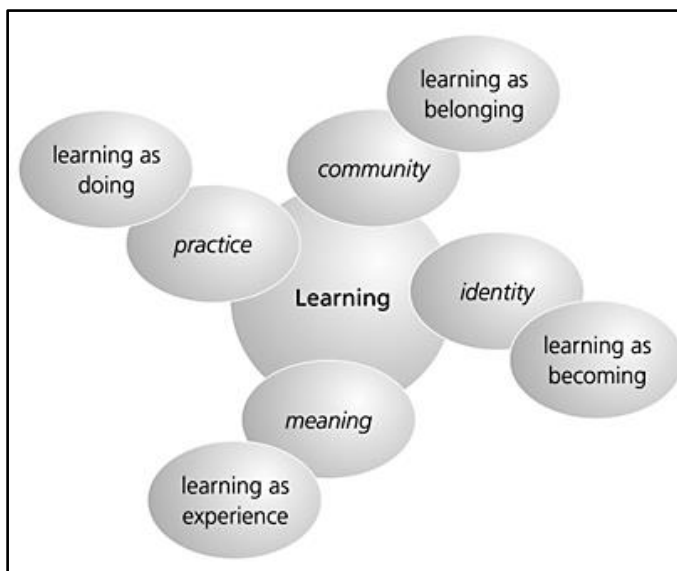 learning as
belonging
community
learning as
doing
practice
Learning
identity
learning as
becoming
meaning
learning as
experience